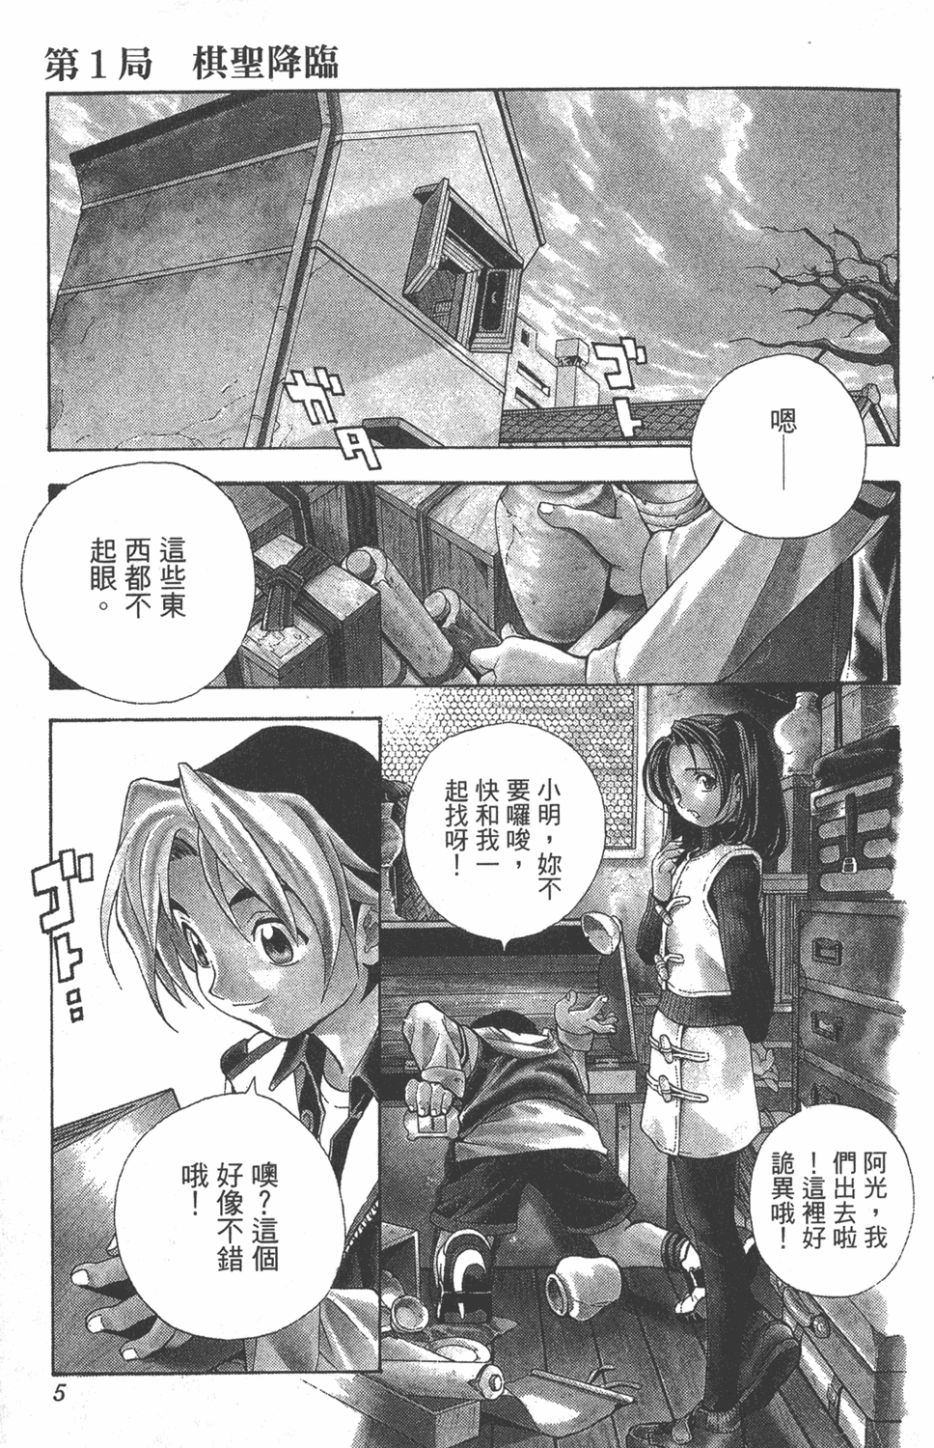 第1局 棋聖降臨
ガタ
ゴト
嗯——
這些東
西都不
起眼。
阿光，我
們出去啦
！這裡好
詭異哦！
小明，妳不
要囉唆，
快和我一
起找呀！
ゴト…
噢？這個
好像不錯
哦！
5